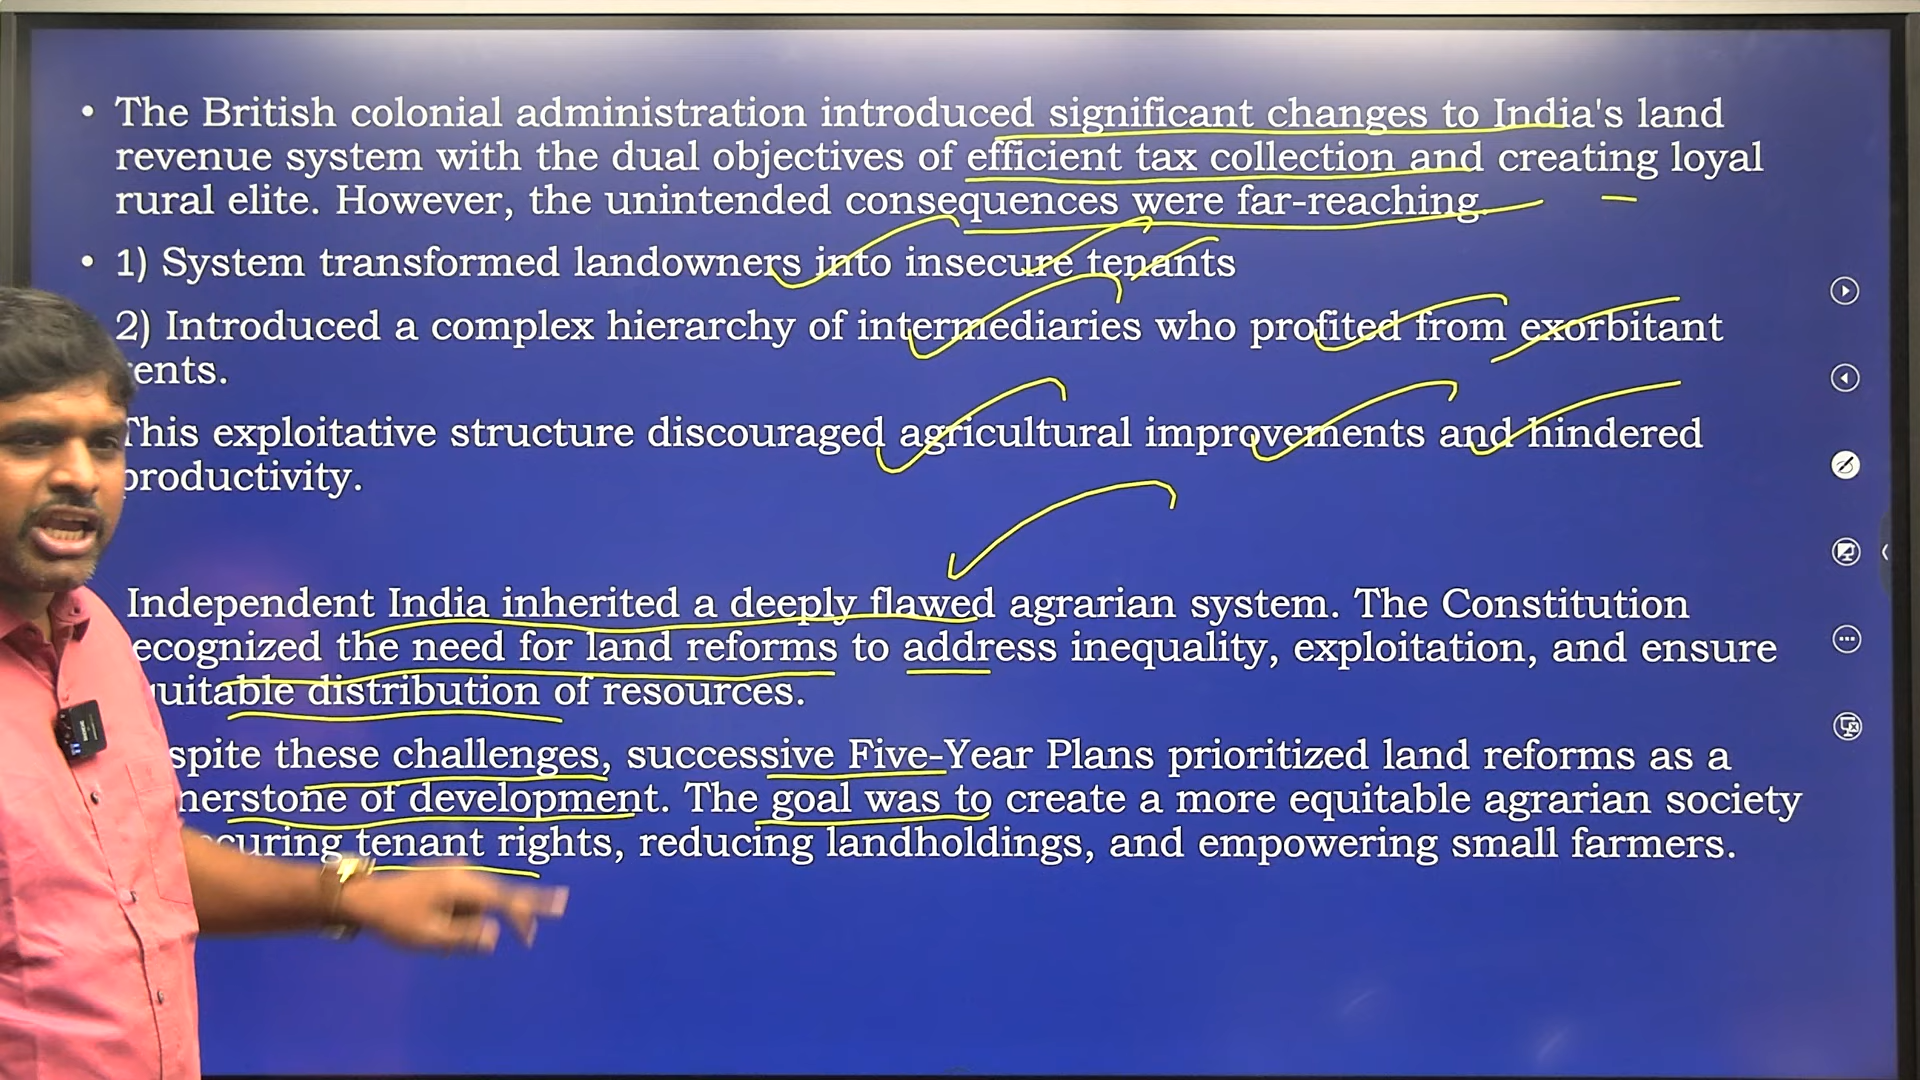 • The British colonial administration introduced significant changes to India's land
revenue system with the dual objectives of efficient tax collection and creating loyal
rural elite. However, the unintended consequences were far-reaching.
• 1) System transformed landowners into insecure tenants
2) Introduced a complex hierarchy of intermediaries who profited from exorbitant
ents.
This exploitative structure discouraged agricultural improvements and hindered
productivity.
Independent India inherited a deeply flawed agrarian system. The Constitution
ecognized the need for land reforms to address inequality, exploitation, and ensure
uitable distribution of resources.
spite these challenges, successive Five-Year Plans prioritized land reforms as a
nerstone of development. The goal was to create a more equitable agrarian society
curing tenant rights, reducing landholdings, and empowering small farmers.